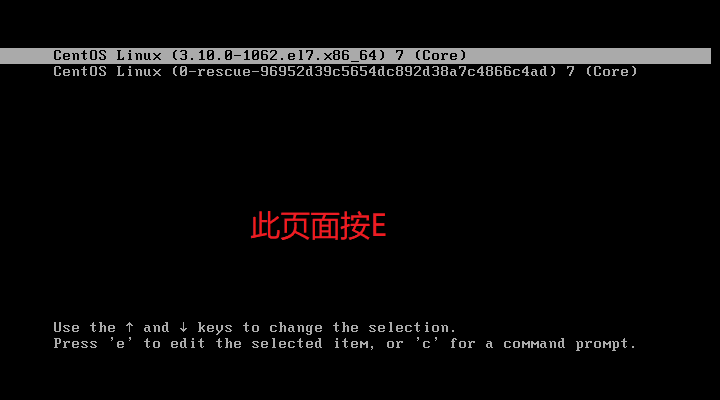 CentOS Linux (3.10.0-1062.el7.x86_64) 7 (Core)
CentOS Linux (0-rescue-96952d39c5654dc892d38a7c4866c4ad) 7 (Core)
此页面按E
Use the ↑ and ↓ keys to change the selection.
Press 'e' to edit the selected item, or 'c' for a command prompt.